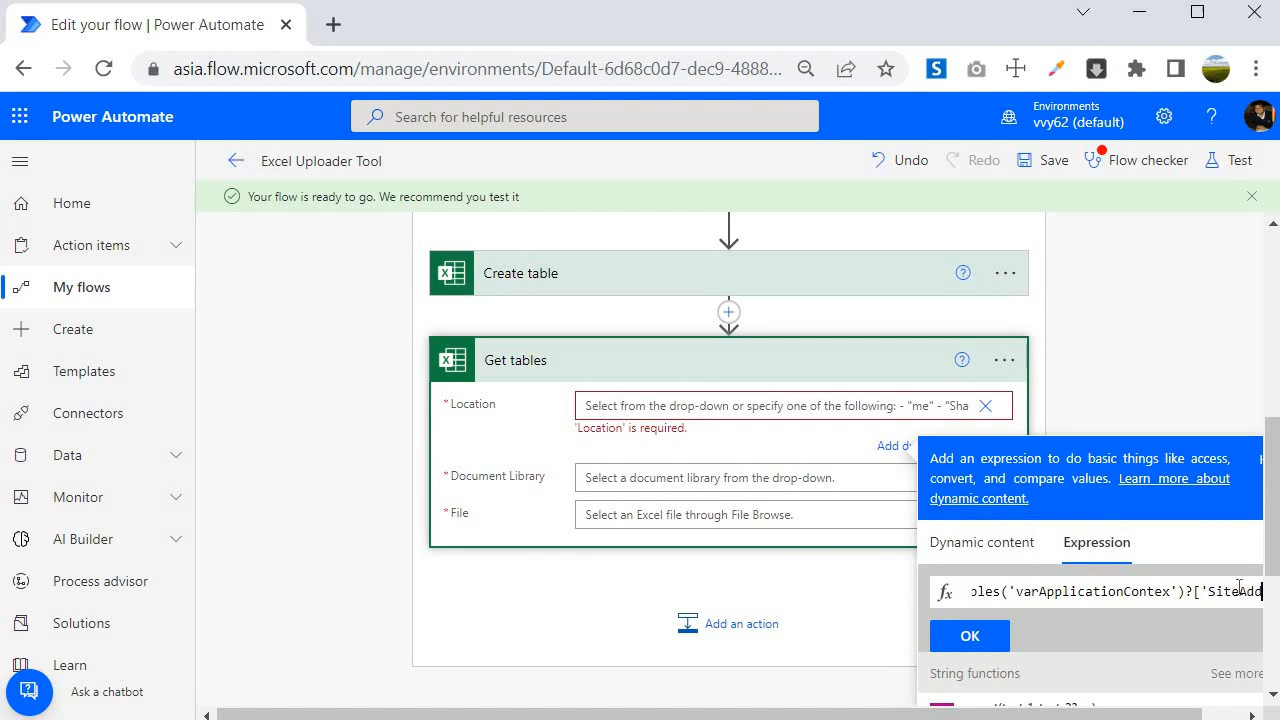 Edit your flow | Power Automate
asia.flow.microsoft.com/manage/environments/Default-6d68c0d7-dec9-4888...
Power Automate
Search for helpful resources
Environments
vvy62 (default)
Excel Uploader Tool
Undo
Redo
Save
Flow checker
Test
Your flow is ready to go. We recommend you test it
Home
Action items
My flows
Create
Templates
Connectors
Data
Monitor
AI Builder
Process advisor
Solutions
Learn
Ask a chatbot
Create table
Get tables
* Location
Select from the drop-down or specify one of the following: - "me" - "Sha
'Location' is required.
Add d
* Document Library
Select a document library from the drop-down.
* File
Select an Excel file through File Browse.
Add an action
Add an expression to do basic things like access,
convert, and compare values. Learn more about
dynamic content.
Dynamic content
Expression
fx
bles('varApplicationContex')?['SiteAdd
OK
String functions
See more